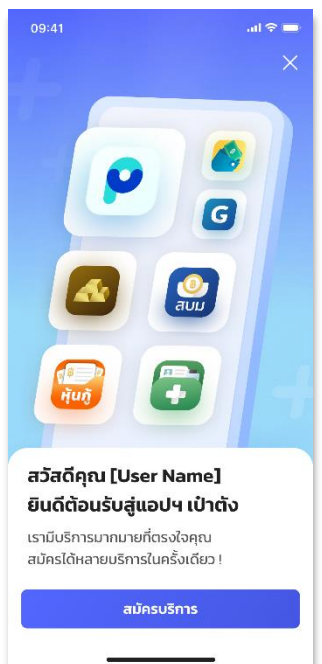 09:41
G
สบม
หุ้นกู้
สวัสดีคุณ [User Name]
ยินดีต้อนรับสู่แอปฯ เป๋าตัง
เรามีบริการมากมายที่ตรงใจคุณ
สมัครได้หลายบริการในครั้งเดียว !
สมัครบริการ